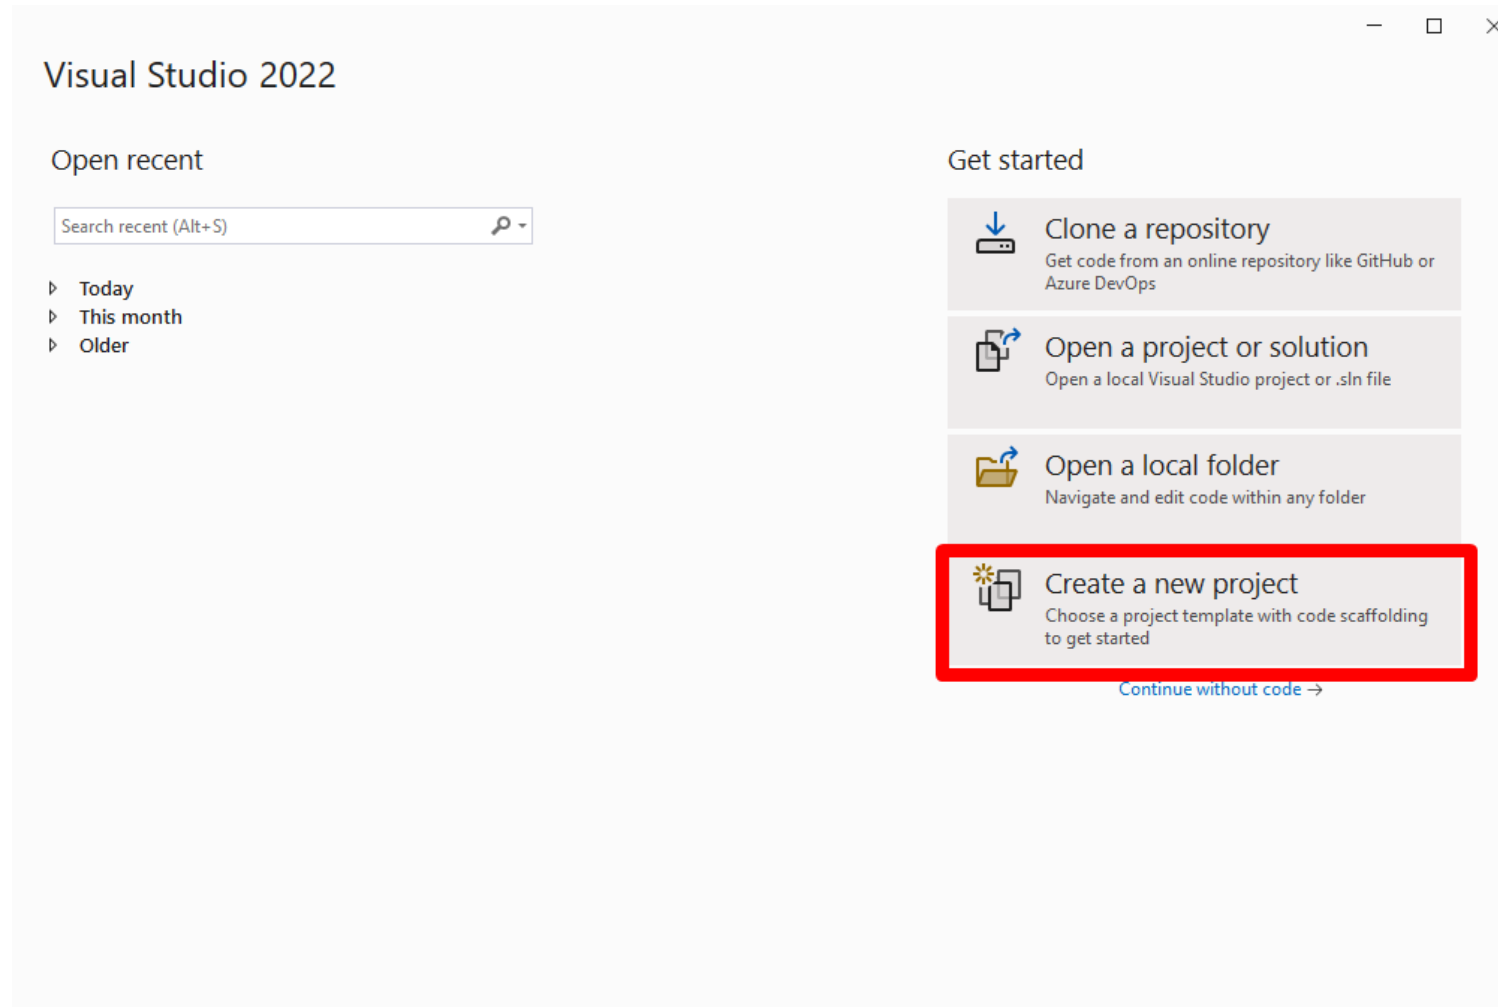 Visual Studio 2022
Open recent
Search recent (Alt+S)
Today
This month
Older
Get started
Clone a repository
Get code from an online repository like GitHub or
Azure DevOps
Open a project or solution
Open a local Visual Studio project or .sln file
Open a local folder
Navigate and edit code within any folder
Create a new project
Choose a project template with code scaffolding
to get started
Continue without code →